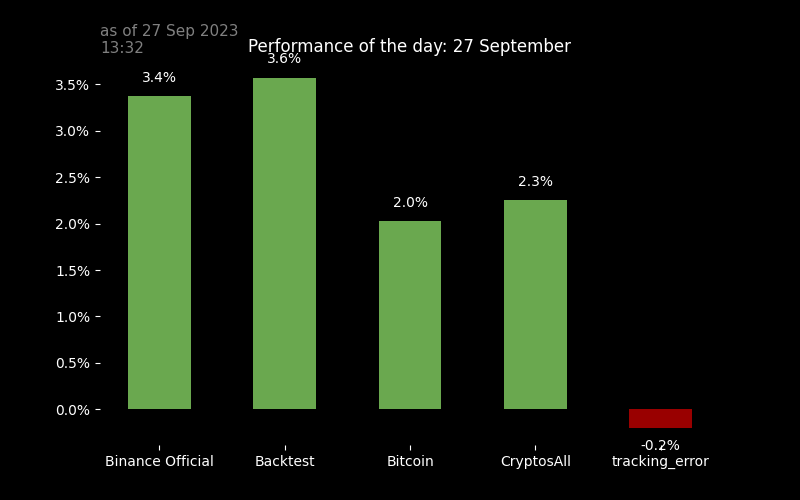 as of 27 Sep 2023
13:32
Performance of the day: 27 September
3.4%
3.6%
2.0%
2.3%
-0.2%
3.5%
3.0%
2.5%
2.0%
1.5%
1.0%
0.5%
0.0%
Binance Official
Backtest
Bitcoin
CryptosAll
tracking_error